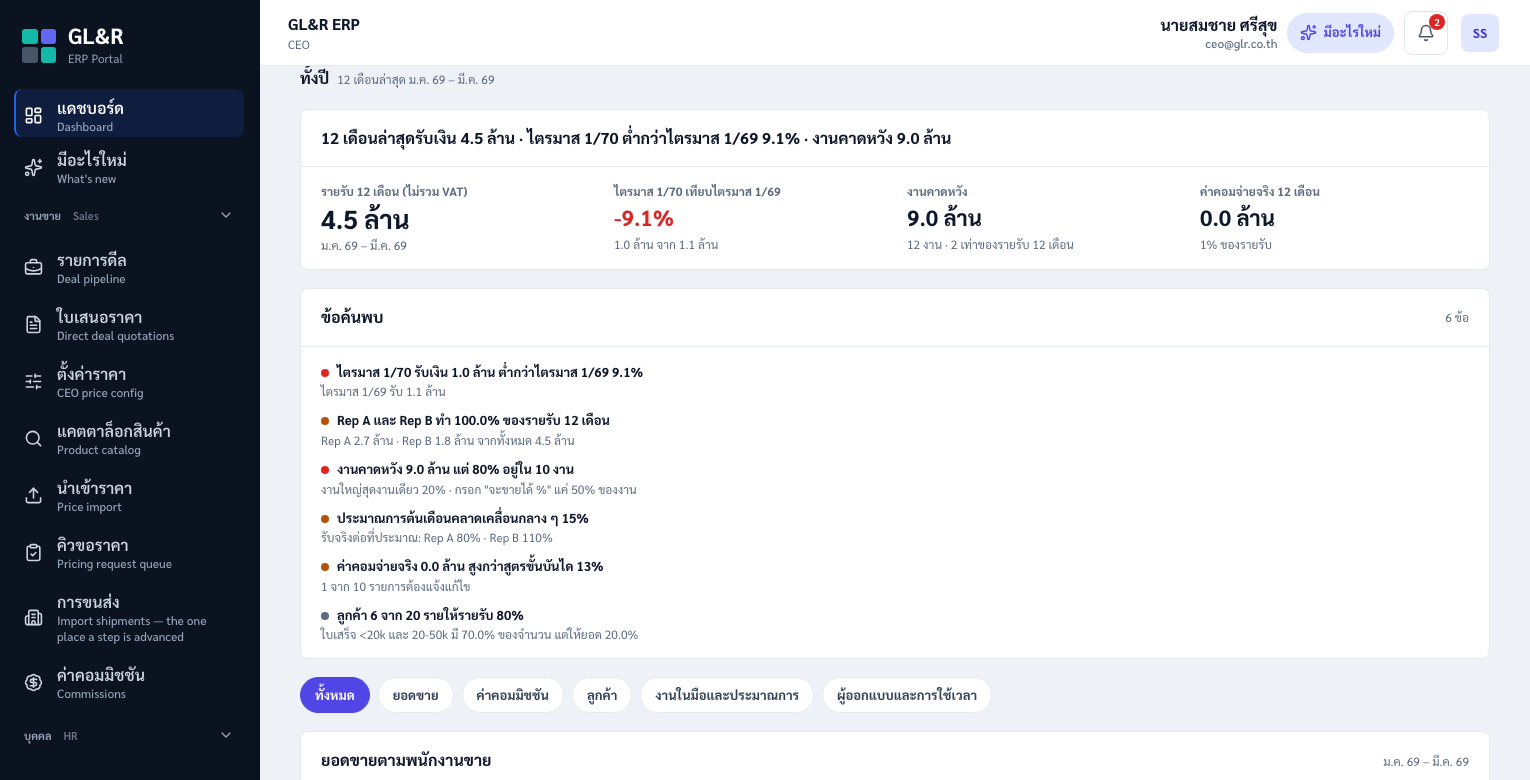 GL&R
ERP Portal
แดชบอร์ด
Dashboard
มีอะไรใหม่
What's new
งานขาย Sales
รายการดีล
Deal pipeline
ใบเสนอราคา
Direct deal quotations
ตั้งค่าราคา
CEO price config
แคตตาล็อกสินค้า
Product catalog
นำเข้าราคา
Price import
คิวขอราคา
Pricing request queue
การขนส่ง
Import shipments — the one
place a step is advanced
ค่าคอมมิชชัน
Commissions
บุคคล HR
GL&R ERP
CEO
นายสมชาย ศรีสุข
ceo@glr.co.th
มีอะไรใหม่
2
SS
ทั้งปี 12 เดือนล่าสุด ม.ค. 69 – มี.ค. 69
12 เดือนล่าสุดรับเงิน 4.5 ล้าน · ไตรมาส 1/70 ต่ำกว่าไตรมาส 1/69 9.1% · งานคาดหวัง 9.0 ล้าน
รายรับ 12 เดือน (ไม่รวม VAT)
4.5 ล้าน
ม.ค. 69 – มี.ค. 69
ไตรมาส 1/70 เทียบไตรมาส 1/69
-9.1%
1.0 ล้าน จาก 1.1 ล้าน
งานคาดหวัง
9.0 ล้าน
12 งาน · 2 เท่าของรายรับ 12 เดือน
ค่าคอมจ่ายจริง 12 เดือน
0.0 ล้าน
1% ของรายรับ
ข้อค้นพบ 6 ข้อ
ไตรมาส 1/70 รับเงิน 1.0 ล้าน ต่ำกว่าไตรมาส 1/69 9.1%
ไตรมาส 1/69 รับ 1.1 ล้าน
Rep A และ Rep B ทำ 100.0% ของรายรับ 12 เดือน
Rep A 2.7 ล้าน · Rep B 1.8 ล้าน จากทั้งหมด 4.5 ล้าน
งานคาดหวัง 9.0 ล้าน แต่ 80% อยู่ใน 10 งาน
งานใหญ่สุดงานเดียว 20% · กรอก "จะขายได้ %" แค่ 50% ของงาน
ประมาณการต้นเดือนคลาดเคลื่อนกลาง ๆ 15%
รับจริงต่อที่ประมาณ: Rep A 80% · Rep B 110%
ค่าคอมจ่ายจริง 0.0 ล้าน สูงกว่าสูตรขั้นบันได 13%
1 จาก 10 รายการต้องแจ้งแก้ไข
ลูกค้า 6 จาก 20 รายให้รายรับ 80%
ใบเสร็จ <20k และ 20-50k มี 70.0% ของจำนวน แต่ให้ยอด 20.0%
ทั้งหมด
ยอดขาย
ค่าคอมมิชชัน
ลูกค้า
งานในมือและประมาณการ
ผู้ออกแบบและการใช้เวลา
ยอดขายตามพนักงานขาย ม.ค. 69 – มี.ค. 69